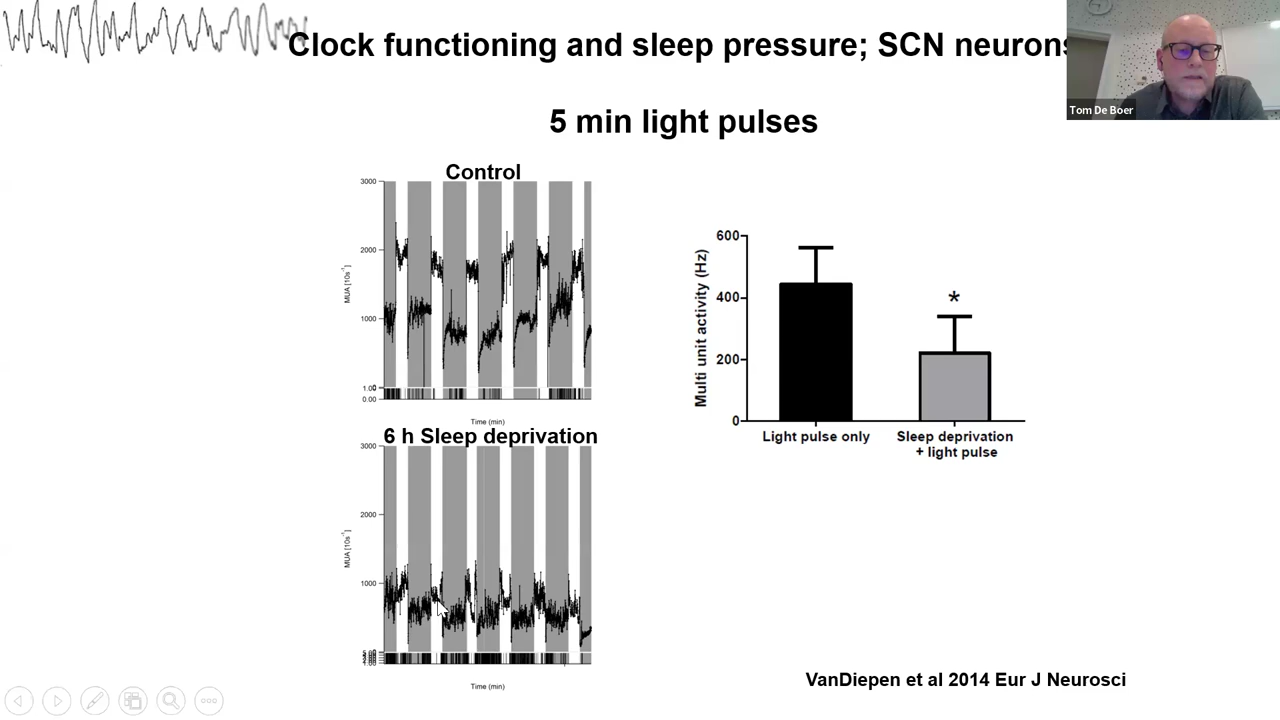 Clock functioning and sleep pressure; SCN neurons
Tom De Boer
5 min light pulses
Control
3000
2000
1000
MUA [10s⁻¹]
1.00
0.00
Time (min)
6 h Sleep deprivation
3000
2000
1000
MUA [10s⁻¹]
1.00
Time (min)
600
400
200
0
Multi unit activity (Hz)
*
Light pulse only
Sleep deprivation
+ light pulse
VanDiepen et al 2014 Eur J Neurosci